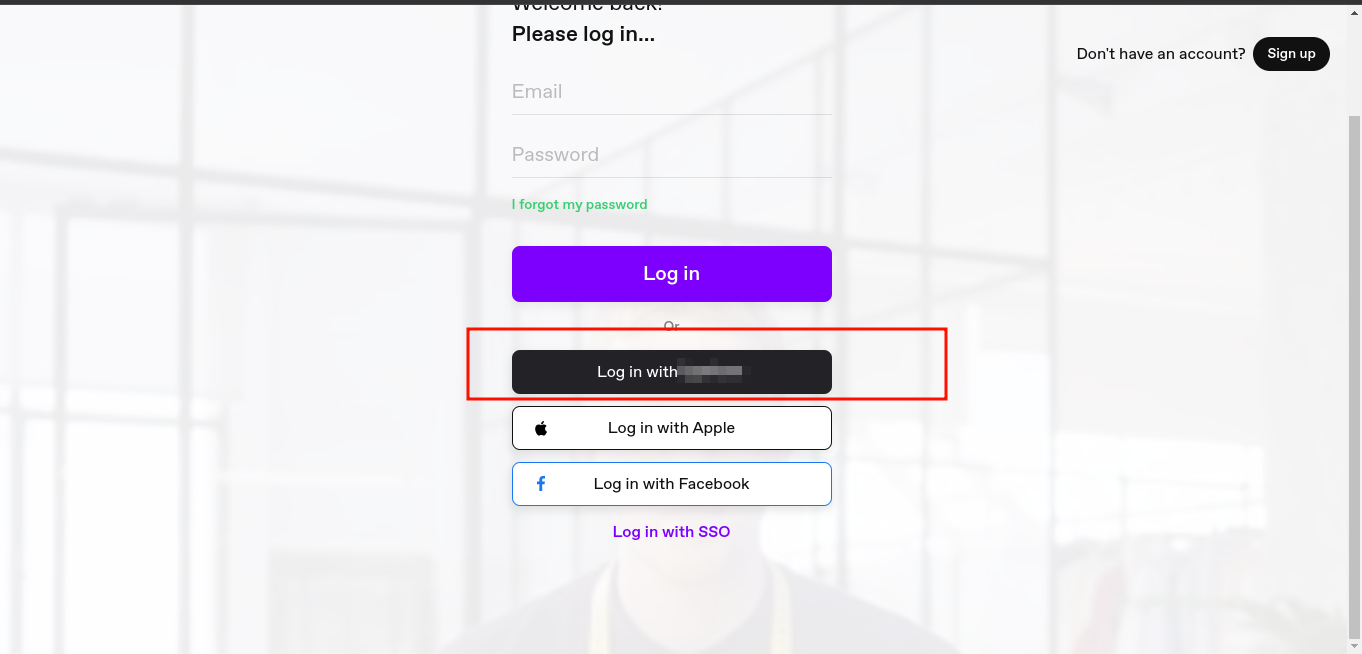 Welcome back!
Please log in...
Don't have an account? Sign up
Email
Password
I forgot my password
Log in
Or
Log in with
Log in with Apple
Log in with Facebook
Log in with SSO